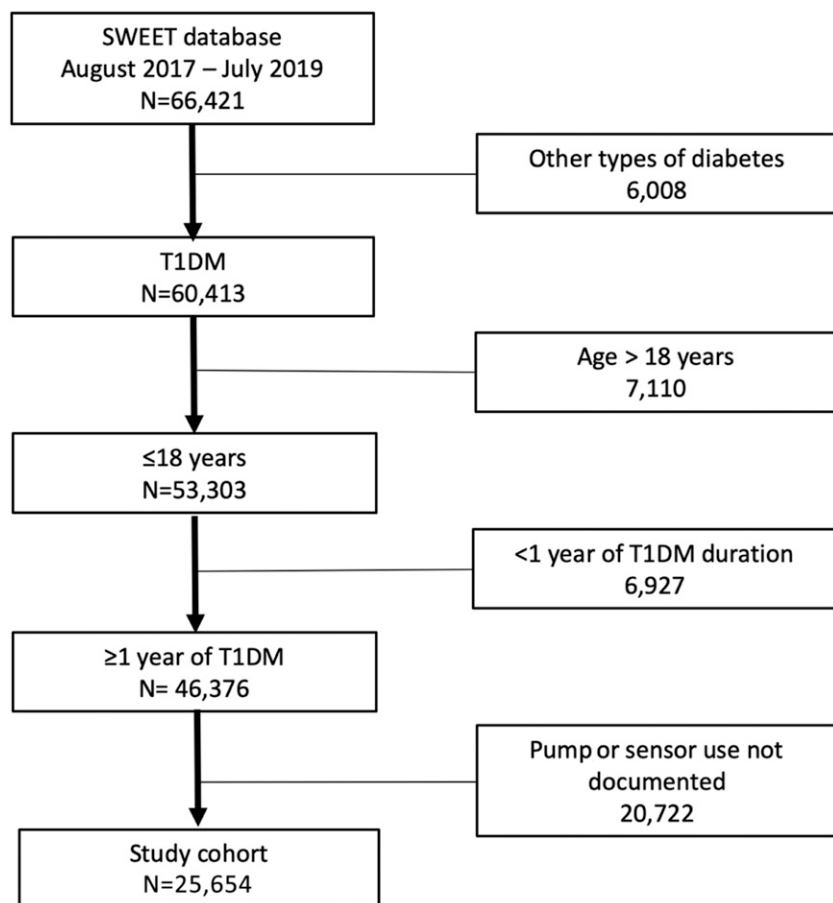 SWEET database
August 2017 – July 2019
N=66,421
Other types of diabetes
6,008
T1DM
N=60,413
Age > 18 years
7,110
≤18 years
N=53,303
<1 year of T1DM duration
6,927
≥1 year of T1DM
N= 46,376
Pump or sensor use not
documented
20,722
Study cohort
N=25,654